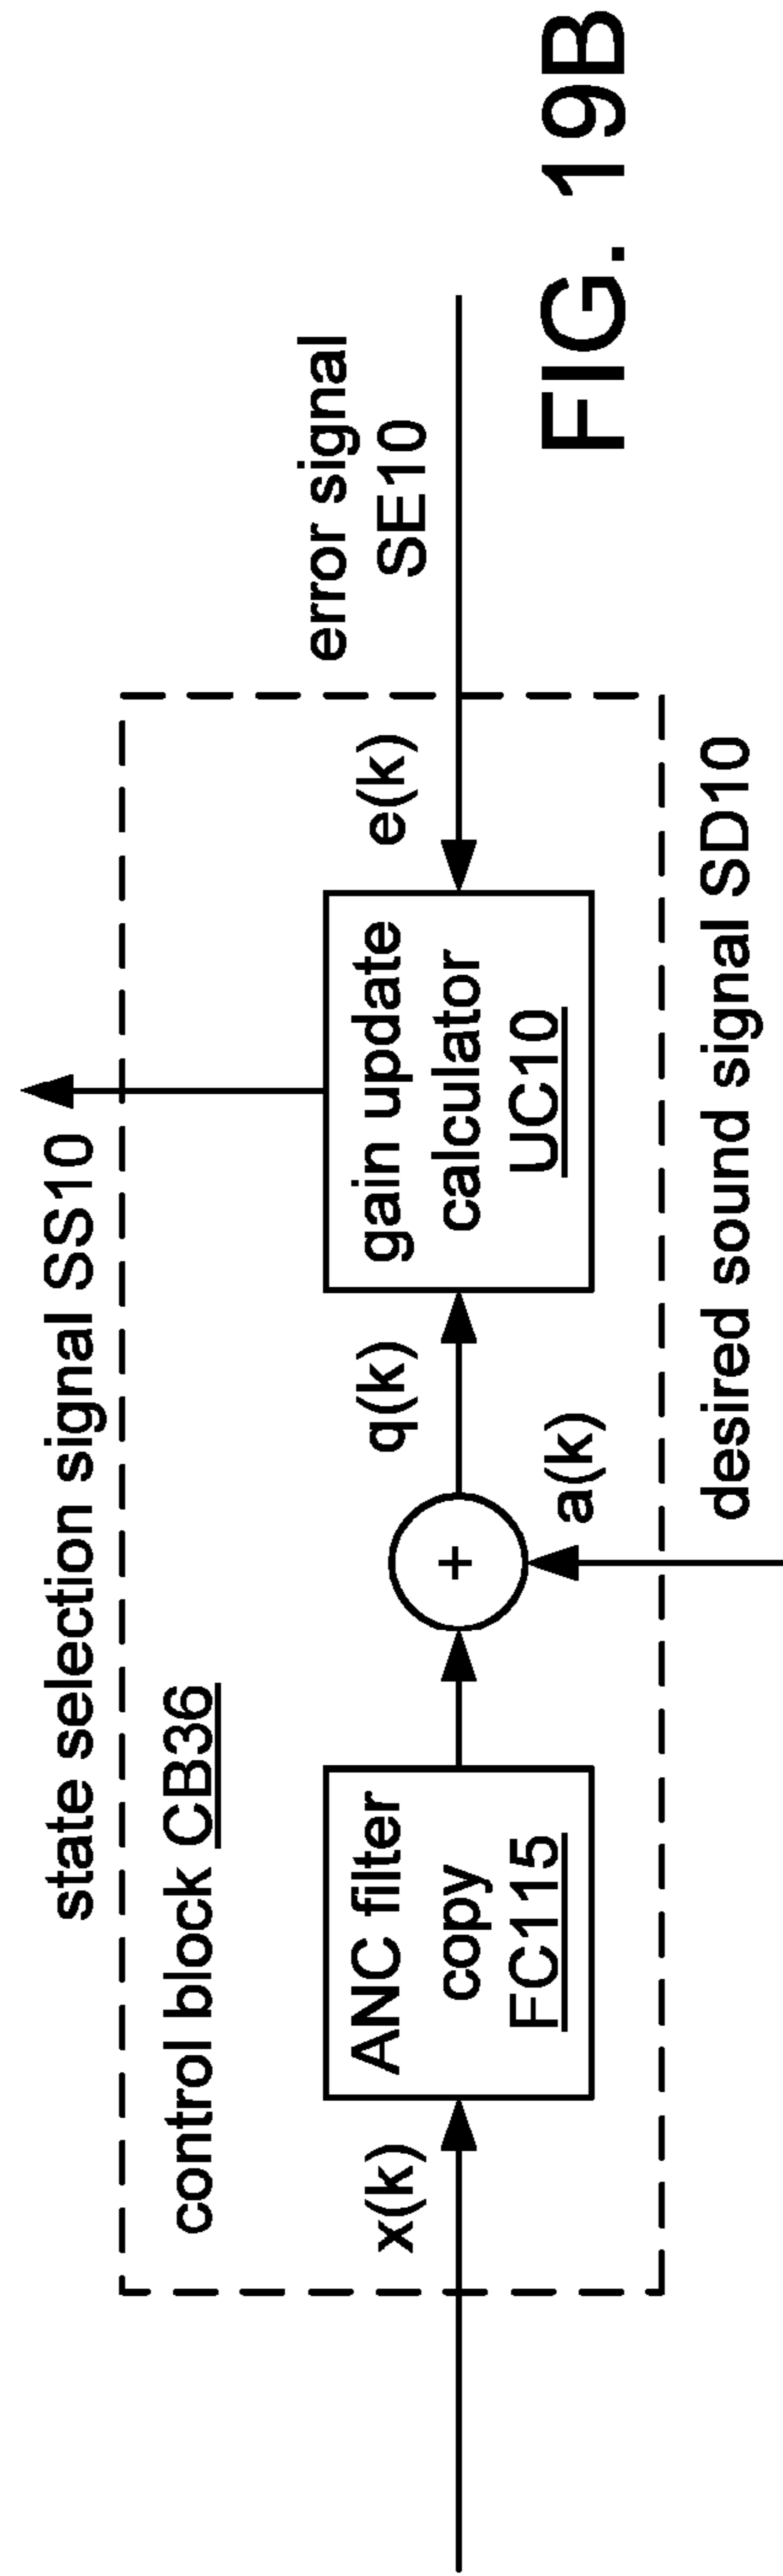 state selection signal SS10
control block CB36
x(k)
ANC filter
copy
FC115
+
q(k)
a(k)
gain update
calculator
UC10
e(k)
error signal
SE10
desired sound signal SD10
FIG. 19B